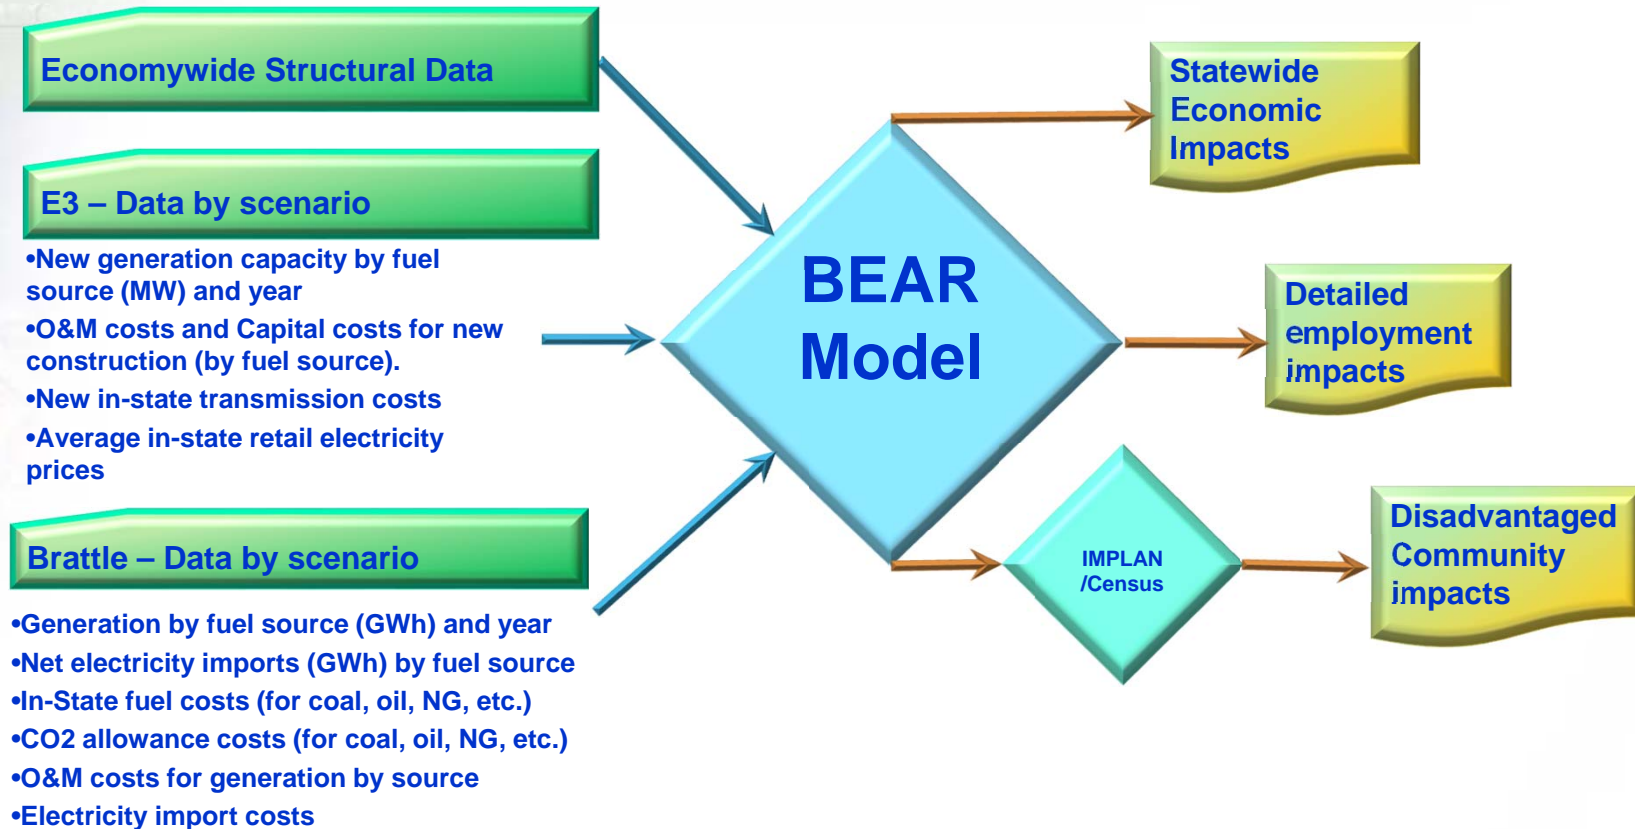 Economywide Structural Data
E3 – Data by scenario
•New generation capacity by fuel
source (MW) and year
•O&M costs and Capital costs for new
construction (by fuel source).
•New in-state transmission costs
•Average in-state retail electricity
prices
Brattle – Data by scenario
•Generation by fuel source (GWh) and year
•Net electricity imports (GWh) by fuel source
•In-State fuel costs (for coal, oil, NG, etc.)
•CO2 allowance costs (for coal, oil, NG, etc.)
•O&M costs for generation by source
•Electricity import costs
BEAR
Model
IMPLAN
/Census
Statewide
Economic
Impacts
Detailed
employment
impacts
Disadvantaged
Community
impacts